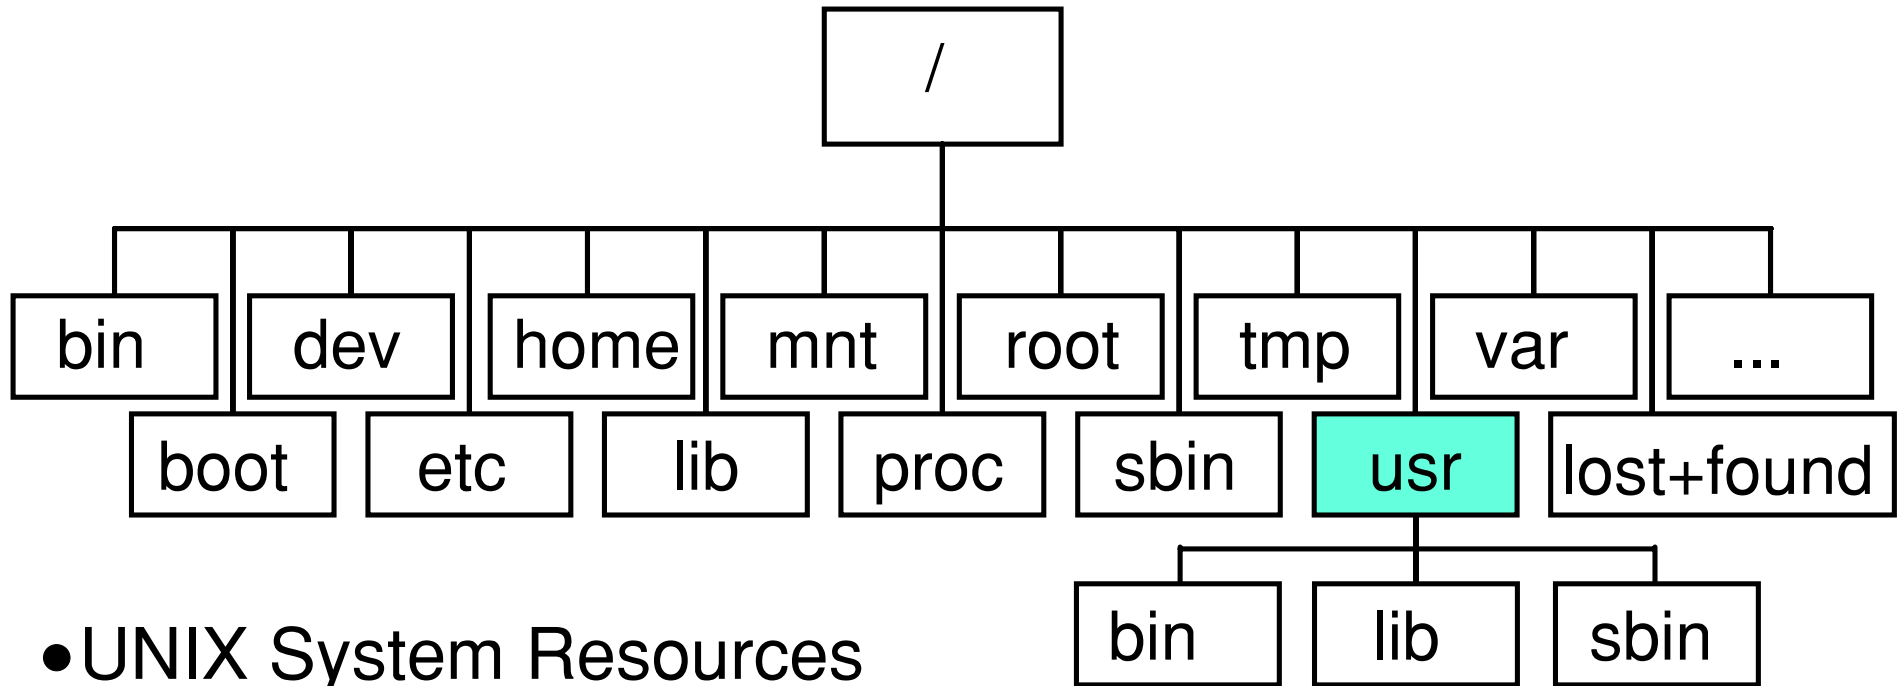 /
bin dev home mnt root tmp var ...
boot etc lib proc sbin usr lost+found
bin lib sbin
•UNIX System Resources